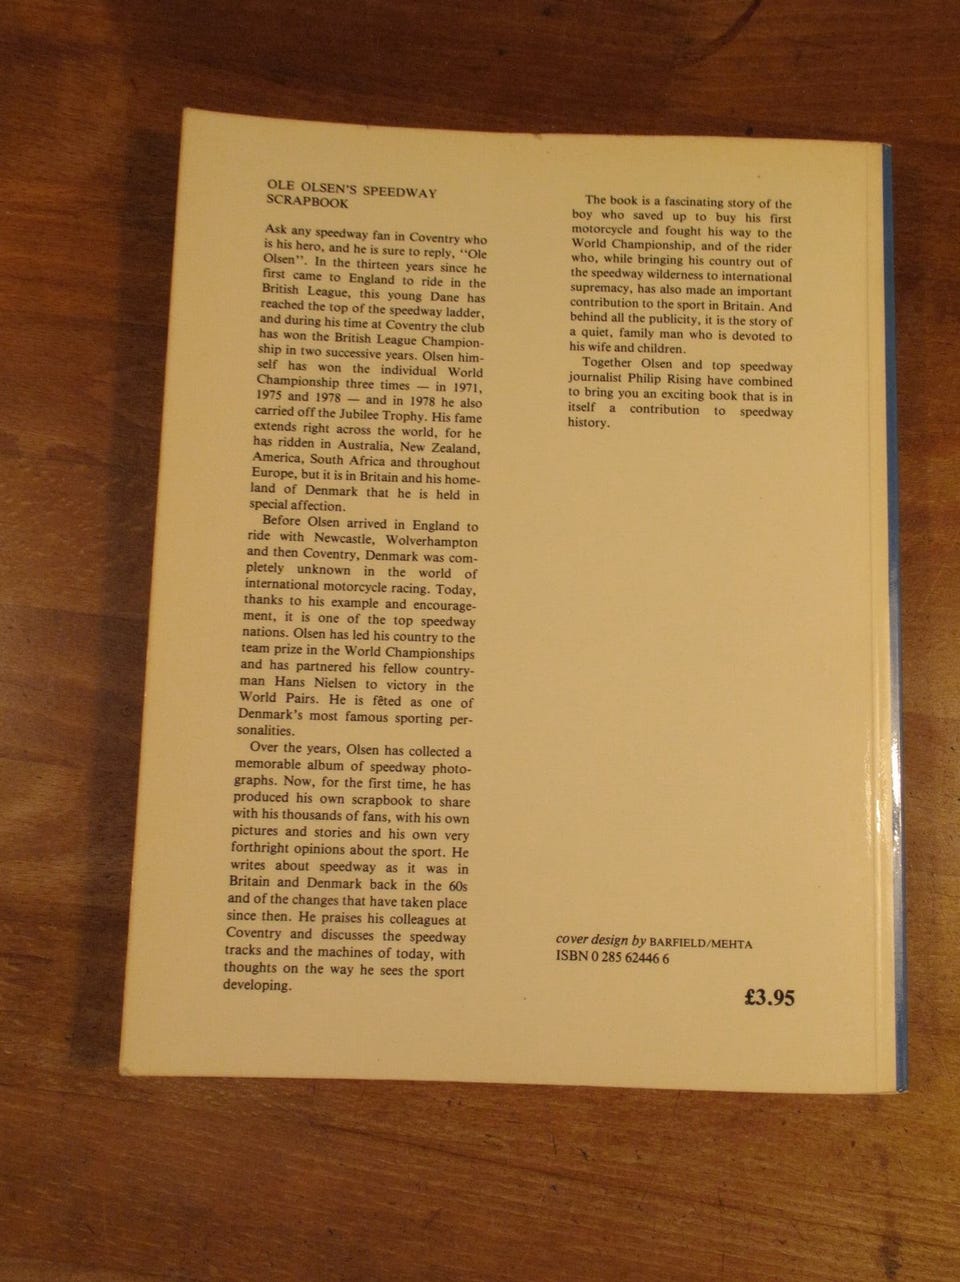 OLE OLSEN'S SPEEDWAY
SCRAPBOOK
Ask any speedway fan in Coventry who
is his hero, and he is sure to reply, "Ole
Olsen". In the thirteen years since he
first came to England to ride in the
British League, this young Dane has
reached the top of the speedway ladder,
and during his time at Coventry the club
has won the British League Champion-
ship in two successive years. Olsen him-
self has won the individual World
Championship three times — in 1971,
1975 and 1978 — and in 1978 he also
carried off the Jubilee Trophy. His fame
extends right across the world, for he
has ridden in Australia, New Zealand,
America, South Africa and throughout
Europe, but it is in Britain and his home-
land of Denmark that he is held in
special affection.
Before Olsen arrived in England to
ride with Newcastle, Wolverhampton
and then Coventry, Denmark was com-
pletely unknown in the world of
international motorcycle racing. Today,
thanks to his example and encourage-
ment, it is one of the top speedway
nations. Olsen has led his country to the
team prize in the World Championships
and has partnered his fellow country-
man Hans Nielsen to victory in the
World Pairs. He is fêted as one of
Denmark's most famous sporting per-
sonalities.
Over the years, Olsen has collected a
memorable album of speedway photo-
graphs. Now, for the first time, he has
produced his own scrapbook to share
with his thousands of fans, with his own
pictures and stories and his own very
forthright opinions about the sport. He
writes about speedway as it was in
Britain and Denmark back in the 60s
and of the changes that have taken place
since then. He praises his colleagues at
Coventry and discusses the speedway
tracks and the machines of today, with
thoughts on the way he sees the sport
developing.
The book is a fascinating story of the
boy who saved up to buy his first
motorcycle and fought his way to the
World Championship, and of the rider
who, while bringing his country out of
the speedway wilderness to international
supremacy, has also made an important
contribution to the sport in Britain. And
behind all the publicity, it is the story of
a quiet, family man who is devoted to
his wife and children.
Together Olsen and top speedway
journalist Philip Rising have combined
to bring you an exciting book that is in
itself a contribution to speedway
history.
cover design by BARFIELD/MEHTA
ISBN 0 285 62446 6
£3.95